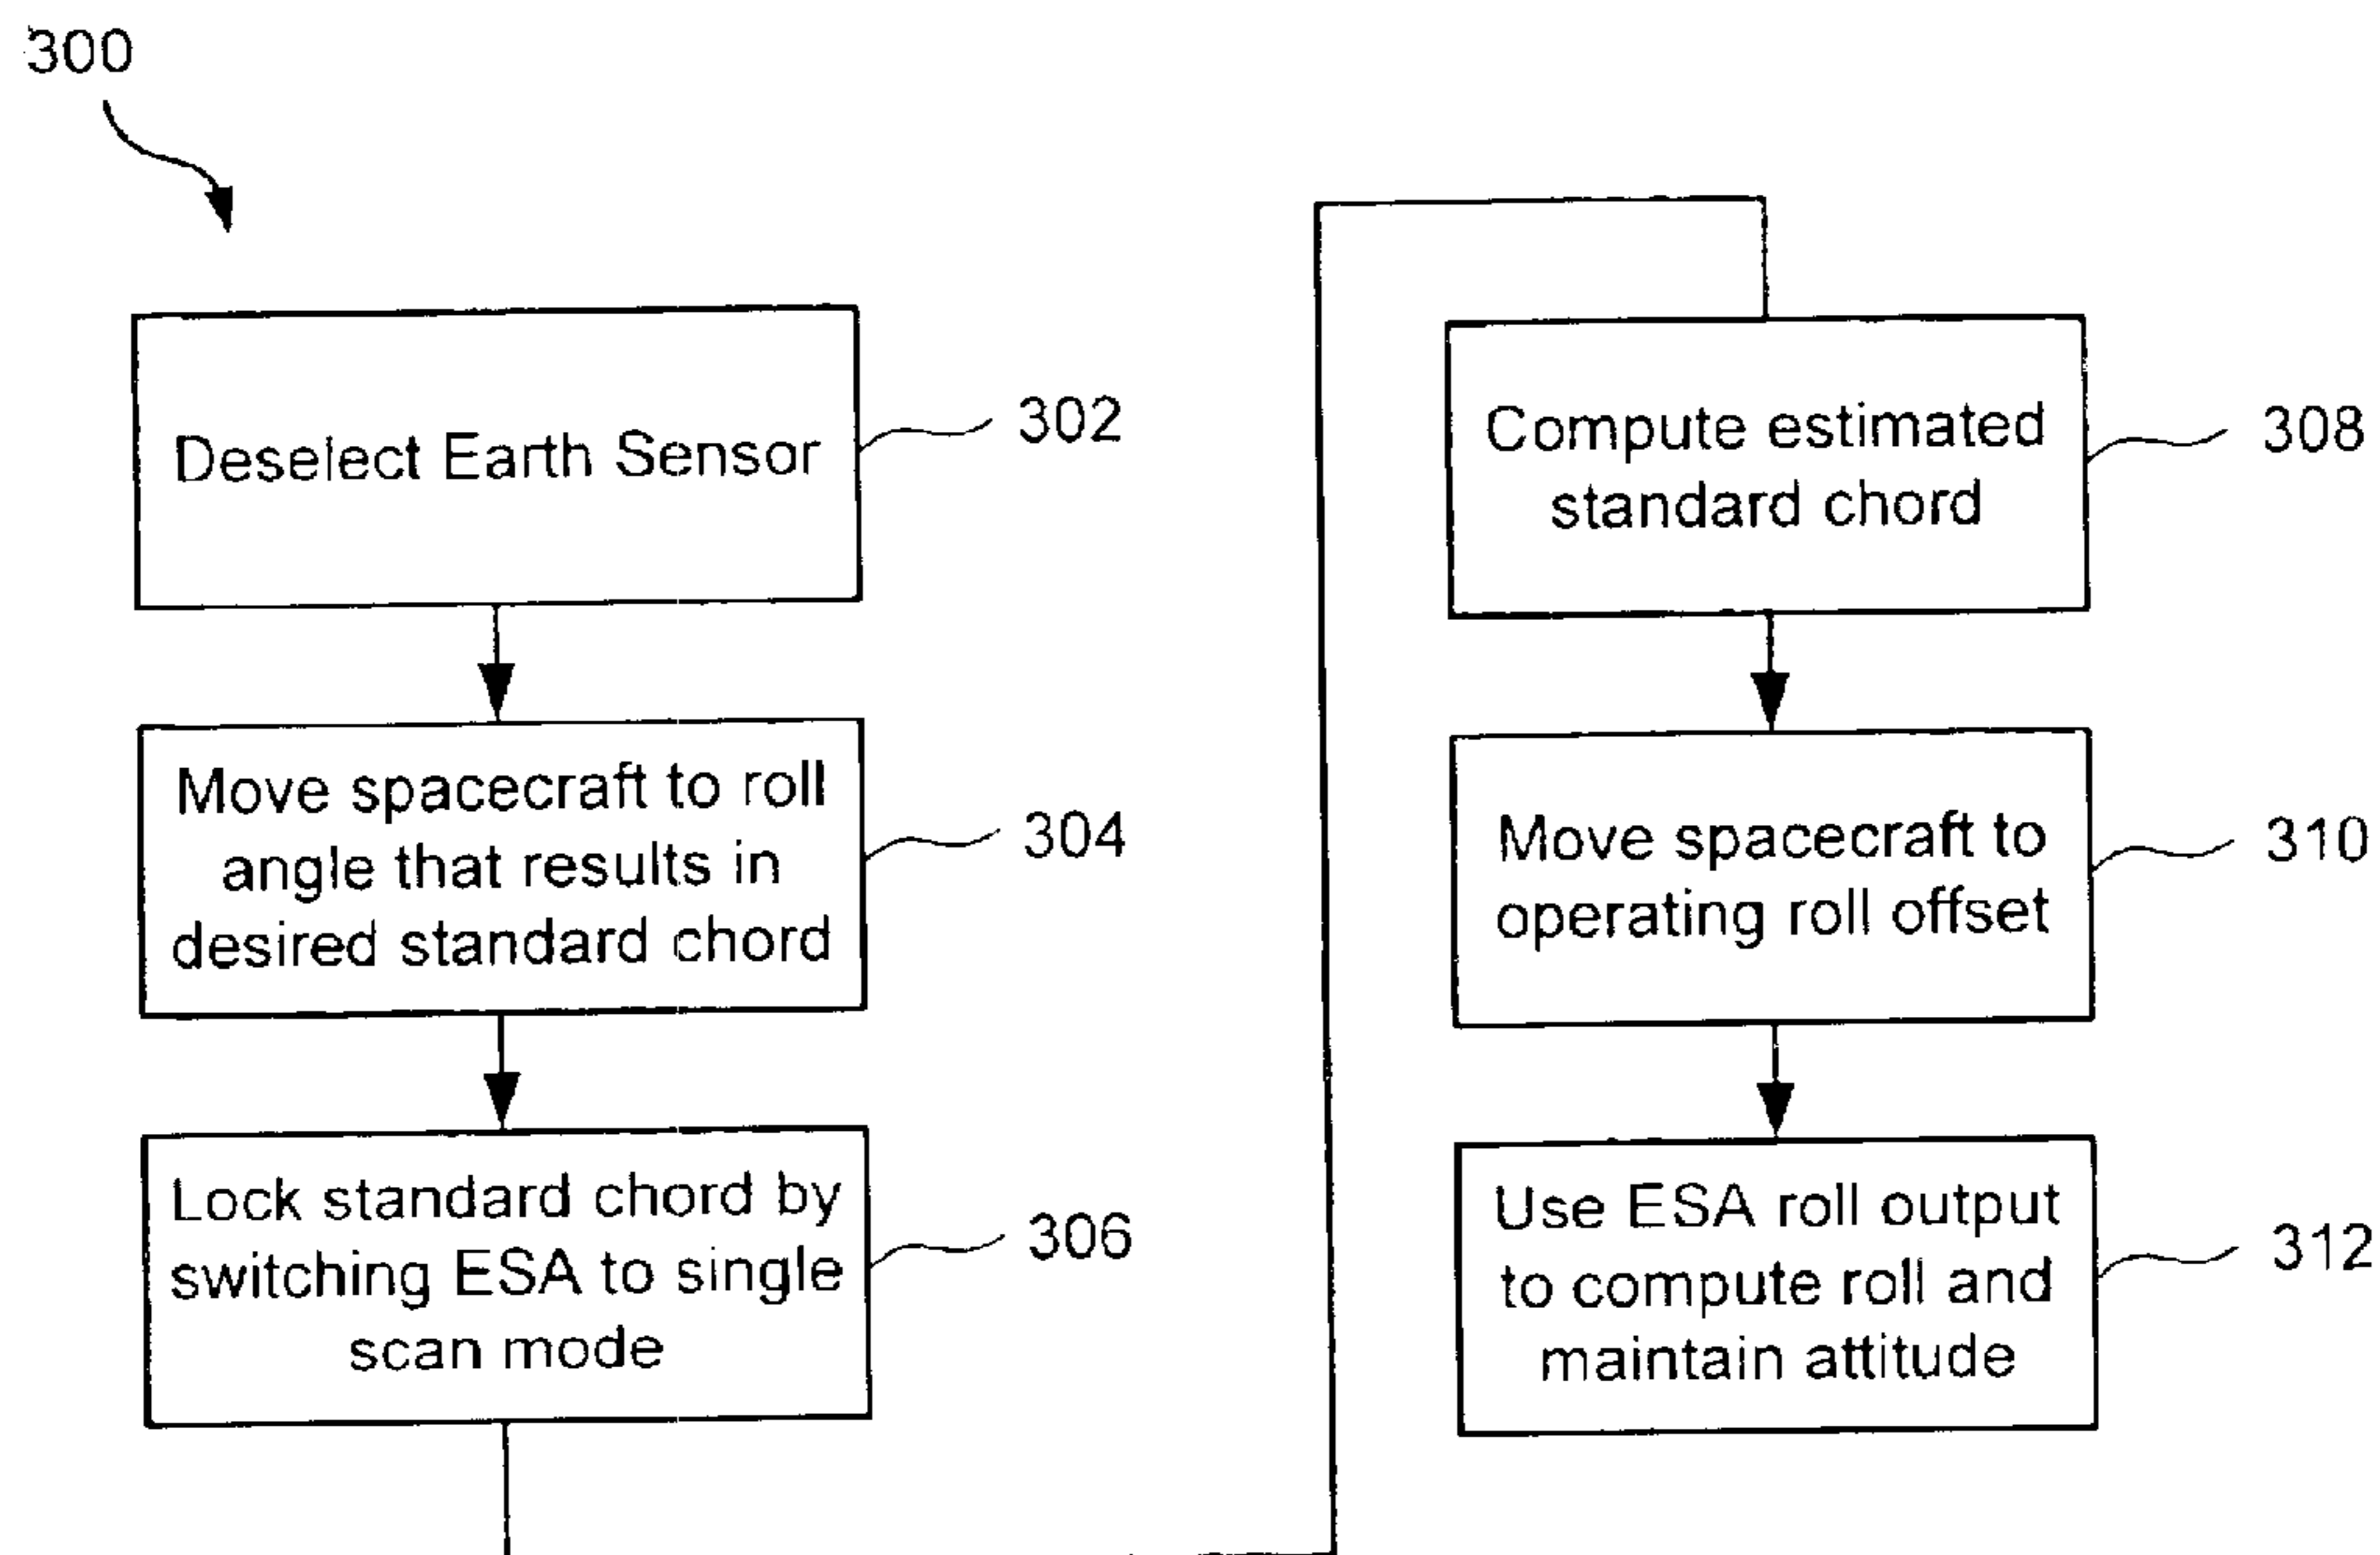 300
Deselect Earth Sensor
302
Move spacecraft to roll
angle that results in
desired standard chord
304
Lock standard chord by
switching ESA to single
scan mode
306
Compute estimated
standard chord
308
Move spacecraft to
operating roll offset
310
Use ESA roll output
to compute roll and
maintain attitude
312